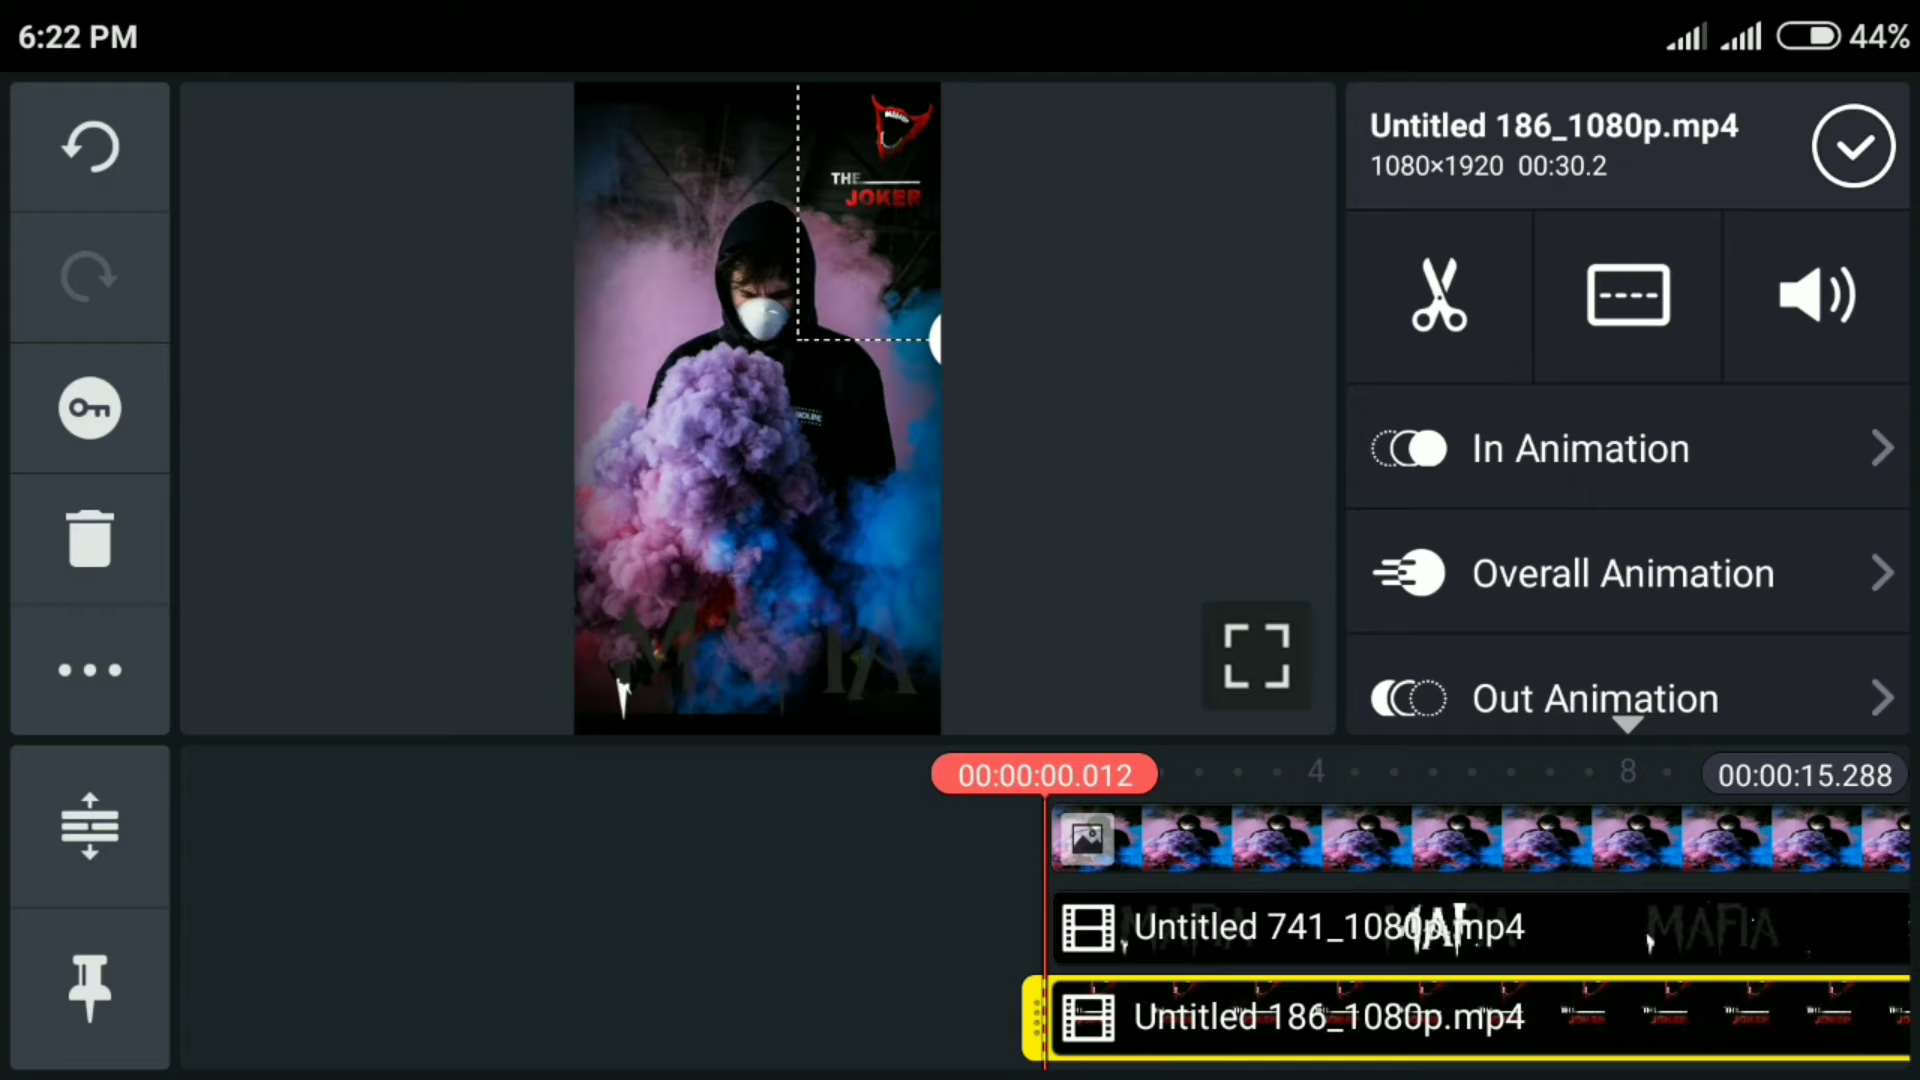 6:22 PM
44%
Untitled 186_1080p.mp4
1080×1920 00:30.2
THE
JOKER
In Animation
Overall Animation
Out Animation
MAFIA
00:00:00.012
4
8
00:00:15.288
Untitled 741_1080p.mp4
MAFIA
Untitled 186_1080p.mp4